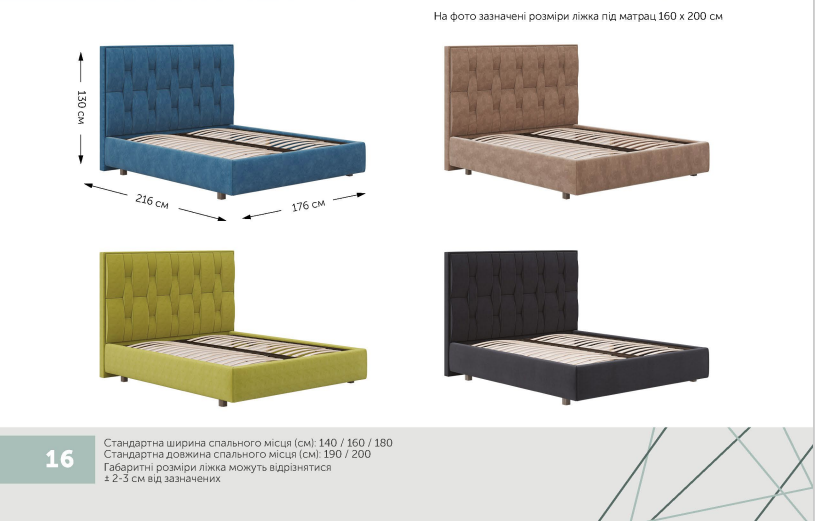 На фото зазначені розміри ліжка під матрац 160 х 200 см
130 см
216 см
176 см
16
Стандартна ширина спального місця (см): 140 / 160 / 180
Стандартна довжина спального місця (см): 190 / 200
Габаритні розміри ліжка можуть відрізнятися
± 2-3 см від зазначених